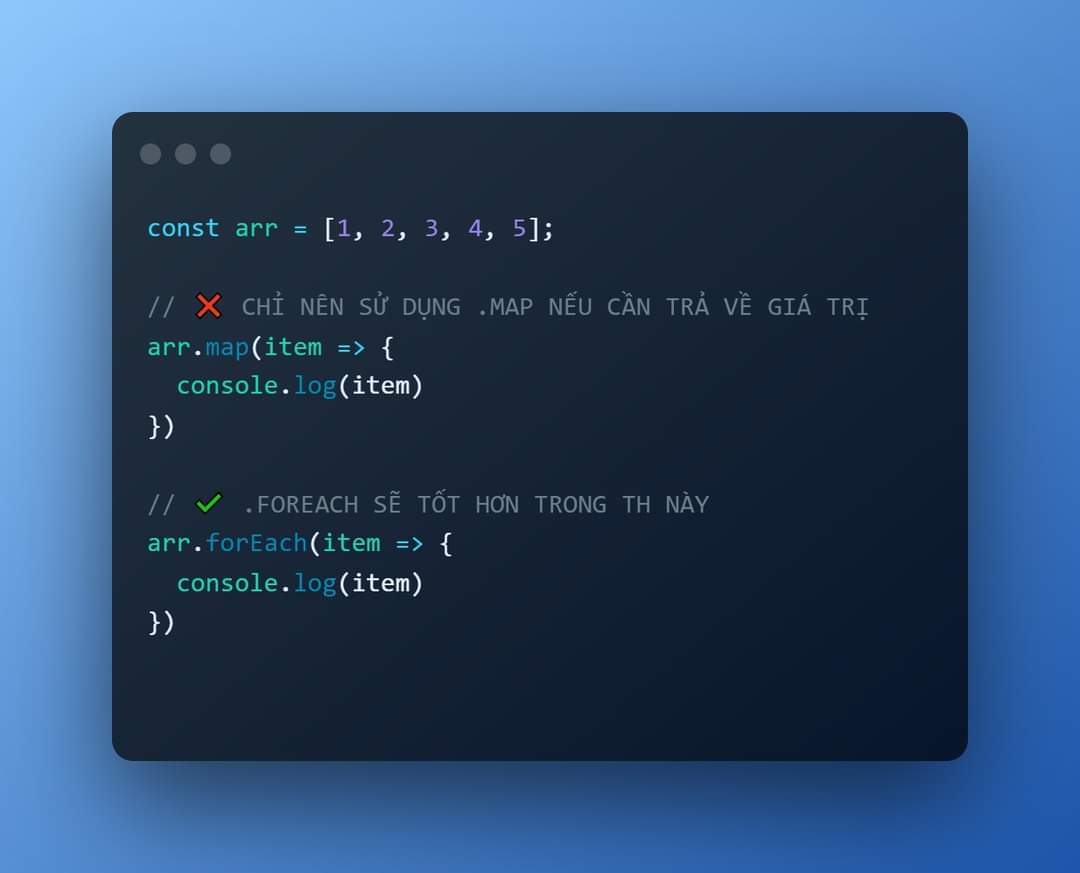 const arr = [1, 2, 3, 4, 5];
// ❌ CHỈ NÊN SỬ DỤNG .MAP NẾU CẦN TRẢ VỀ GIÁ TRỊ
arr.map(item => {
  console.log(item)
})
// ✔ .FOREACH SẼ TỐT HƠN TRONG TH NÀY
arr.forEach(item => {
  console.log(item)
})